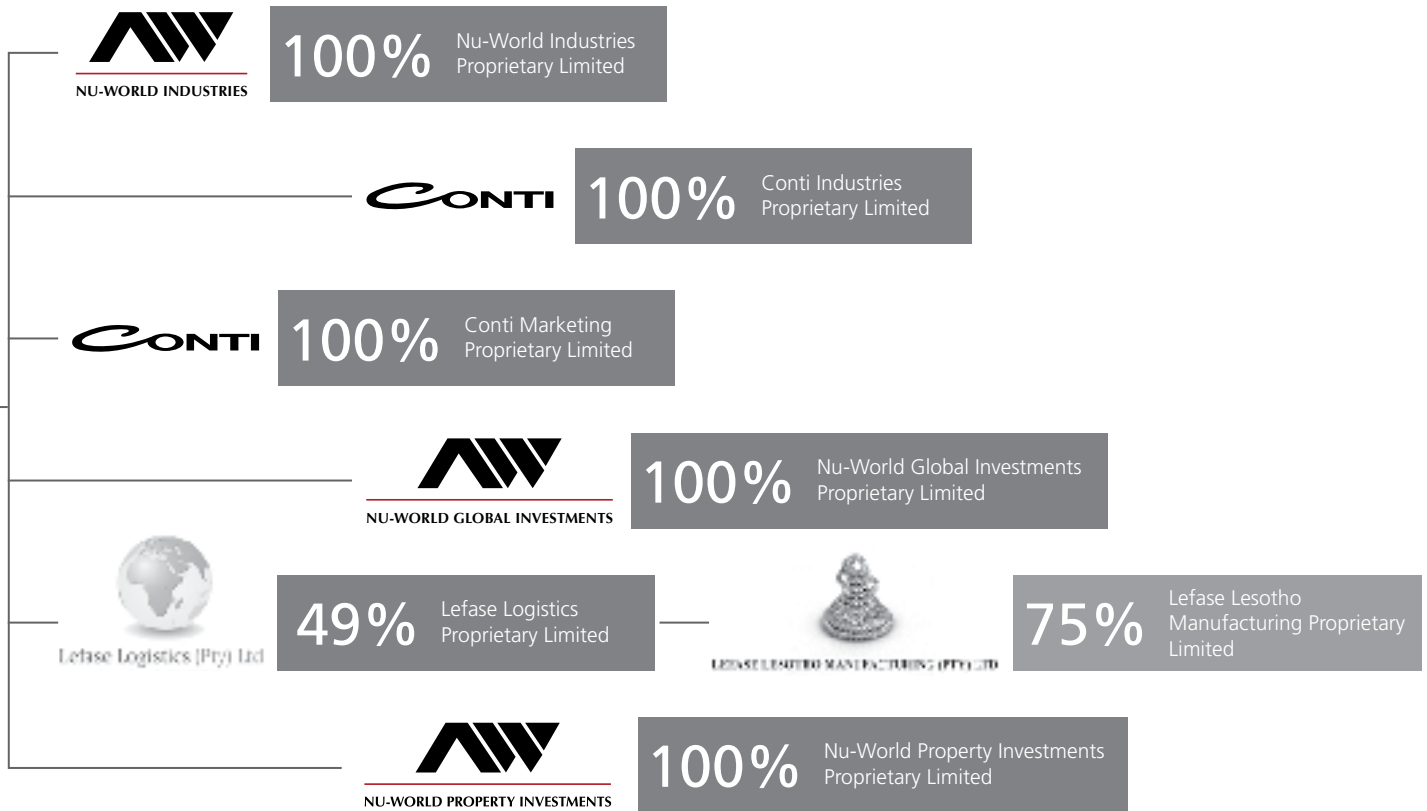 NU-WORLD INDUSTRIES
100%
Nu-World Industries
Proprietary Limited
CONTI
100%
Conti Industries
Proprietary Limited
CONTI
100%
Conti Marketing
Proprietary Limited
NU-WORLD GLOBAL INVESTMENTS
100%
Nu-World Global Investments
Proprietary Limited
Lefase Logistics (Pty) Ltd
49%
Lefase Logistics
Proprietary Limited
LEFASE LESOTHO MANUFACTURING (PTY) LTD
75%
Lefase Lesotho
Manufacturing Proprietary
Limited
NU-WORLD PROPERTY INVESTMENTS
100%
Nu-World Property Investments
Proprietary Limited